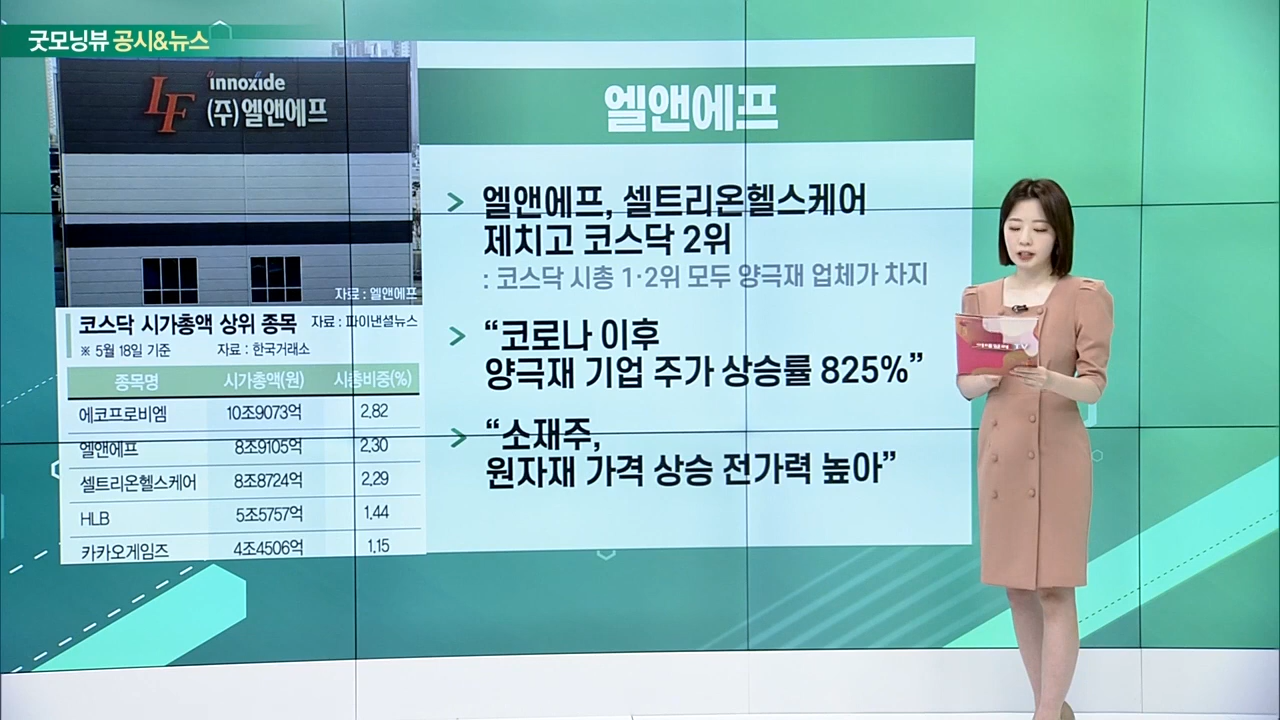 굿모닝뷰 공시&뉴스
innoxide
LF (주)엘앤에프
자료 : 엘앤에프
코스닥 시가총액 상위 종목 자료 : 파이낸셜뉴스
※ 5월 18일 기준 자료 : 한국거래소
종목명 시가총액(원) 시총비중(%)
에코프로비엠 10조9073억 2.82
엘앤에프 8조9105억 2.30
셀트리온헬스케어 8조8724억 2.29
HLB 5조5757억 1.44
카카오게임즈 4조4506억 1.15
엘앤에프
> 엘앤에프, 셀트리온헬스케어
제치고 코스닥 2위
: 코스닥 시총 1·2위 모두 양극재 업체가 차지
> “코로나 이후
양극재 기업 주가 상승률 825%”
> “소재주,
원자재 가격 상승 전가력 높아”